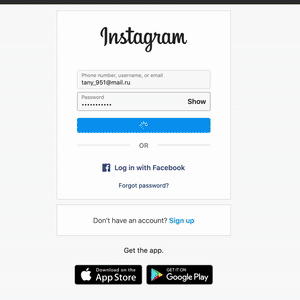 Instagram
Phone number, username, or email
tany_951@mail.ru
Password
••••••••••• Show
OR
Log in with Facebook
Forgot password?
Don't have an account? Sign up
Get the app.
Download on the
App Store
GET IT ON
Google Play